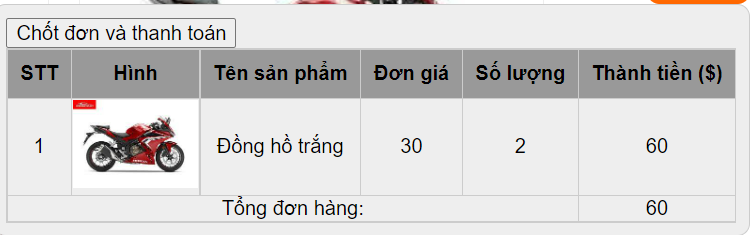 Chốt đơn và thanh toán
STT Hình Tên sản phẩm Đơn giá Số lượng Thành tiền ($)
1 Đồng hồ trắng 30 2 60
Tổng đơn hàng: 60